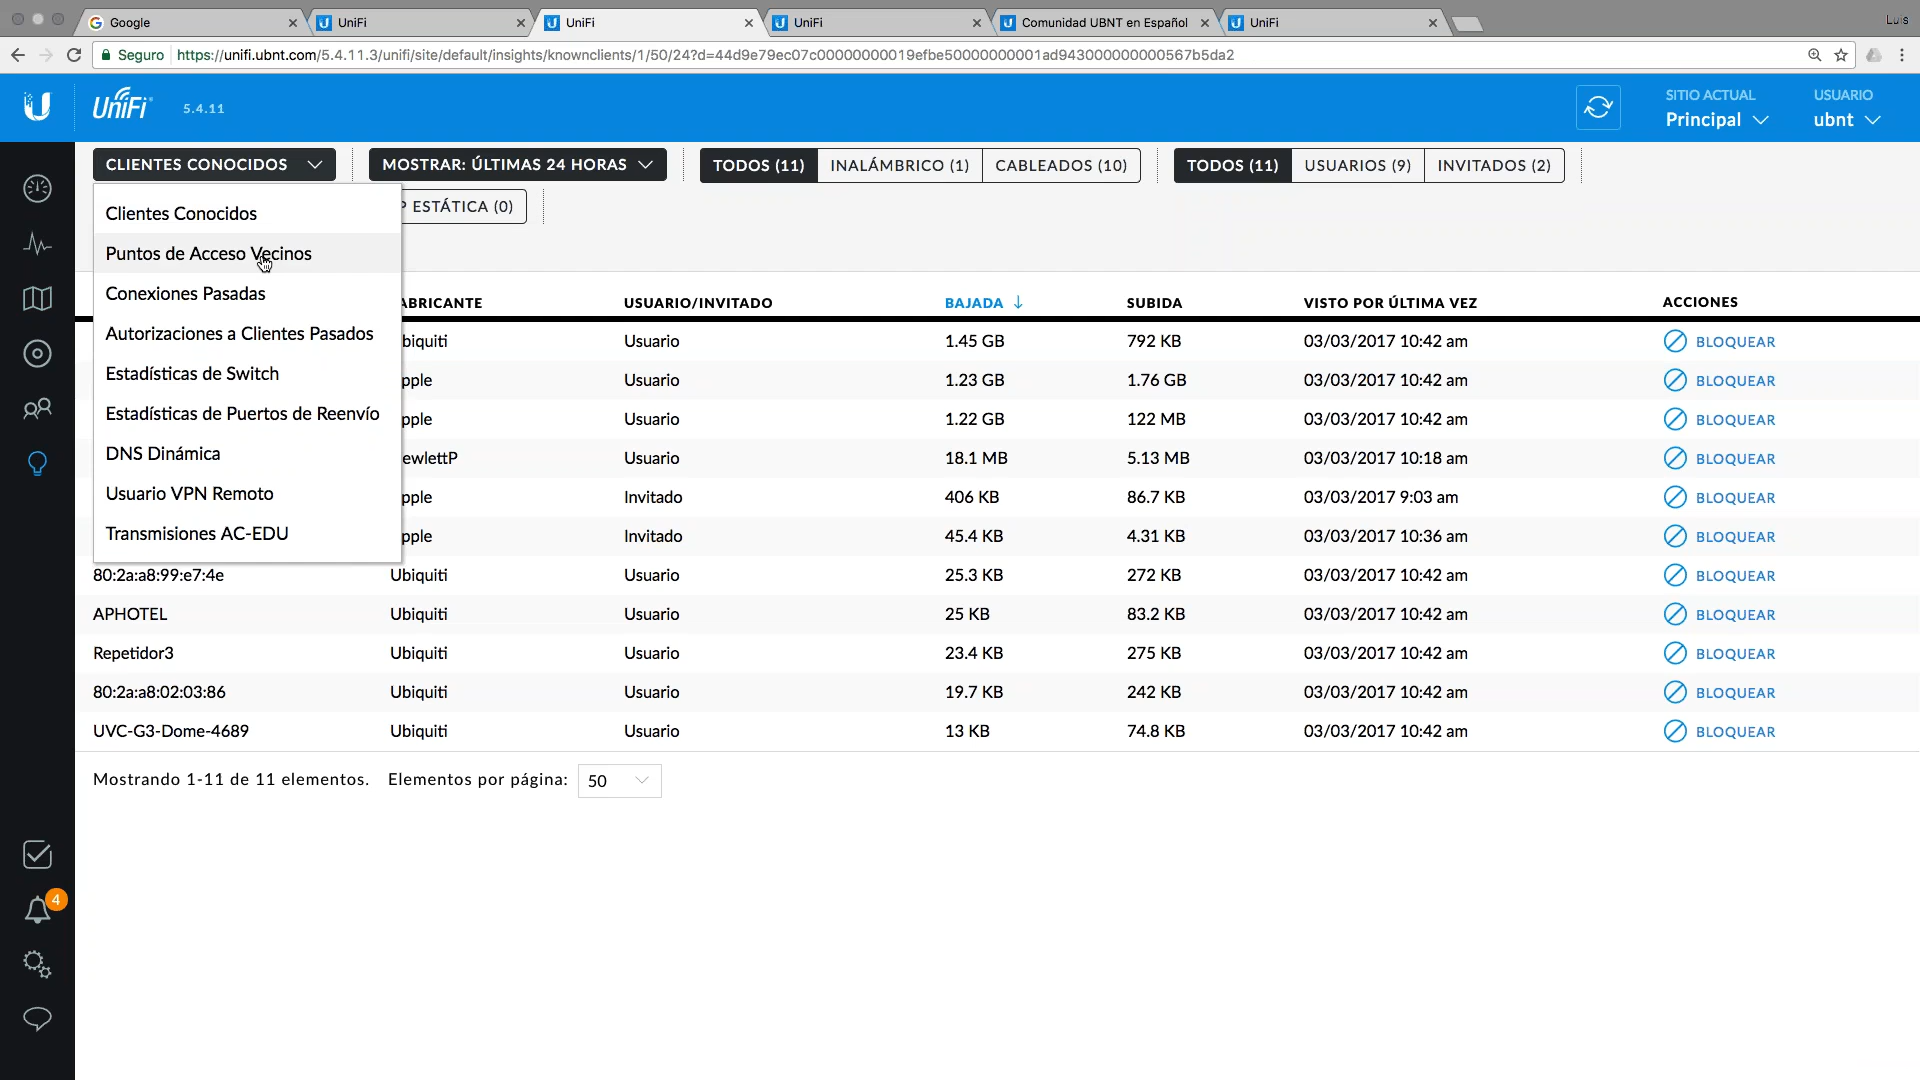 Google
UniFi
UniFi
UniFi
Comunidad UBNT en Español
UniFi
Luis
Seguro
https://unifi.ubnt.com/5.4.11.3/unifi/site/default/insights/knownclients/1/50/24?d=44d9e79ec07c00000000019efbe50000000001ad943000000000567b5da2
UniFi
5.4.11
SITIO ACTUAL
Principal
USUARIO
ubnt
CLIENTES CONOCIDOS
MOSTRAR: ÚLTIMAS 24 HORAS
TODOS (11) INALÁMBRICO (1) CABLEADOS (10)
TODOS (11) USUARIOS (9) INVITADOS (2)
P ESTÁTICA (0)
Clientes Conocidos
Puntos de Acceso Vecinos
Conexiones Pasadas
Autorizaciones a Clientes Pasados
Estadísticas de Switch
Estadísticas de Puertos de Reenvío
DNS Dinámica
Usuario VPN Remoto
Transmisiones AC-EDU
ABRICANTE USUARIO/INVITADO BAJADA SUBIDA VISTO POR ÚLTIMA VEZ ACCIONES
biquiti Usuario 1.45 GB 792 KB 03/03/2017 10:42 am BLOQUEAR
pple Usuario 1.23 GB 1.76 GB 03/03/2017 10:42 am BLOQUEAR
pple Usuario 1.22 GB 122 MB 03/03/2017 10:42 am BLOQUEAR
ewlettP Usuario 18.1 MB 5.13 MB 03/03/2017 10:18 am BLOQUEAR
pple Invitado 406 KB 86.7 KB 03/03/2017 9:03 am BLOQUEAR
pple Invitado 45.4 KB 4.31 KB 03/03/2017 10:36 am BLOQUEAR
80:2a:a8:99:e7:4e Ubiquiti Usuario 25.3 KB 272 KB 03/03/2017 10:42 am BLOQUEAR
APHOTEL Ubiquiti Usuario 25 KB 83.2 KB 03/03/2017 10:42 am BLOQUEAR
Repetidor3 Ubiquiti Usuario 23.4 KB 275 KB 03/03/2017 10:42 am BLOQUEAR
80:2a:a8:02:03:86 Ubiquiti Usuario 19.7 KB 242 KB 03/03/2017 10:42 am BLOQUEAR
UVC-G3-Dome-4689 Ubiquiti Usuario 13 KB 74.8 KB 03/03/2017 10:42 am BLOQUEAR
Mostrando 1-11 de 11 elementos. Elementos por página: 50
4